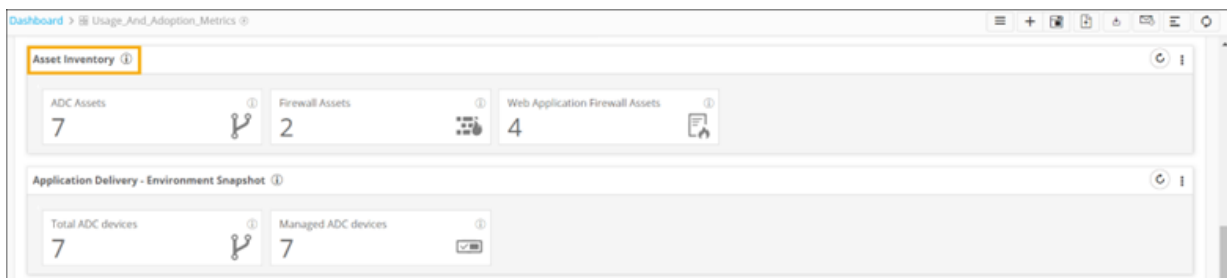 Dashboard > Usage_And_Adoption_Metrics
Asset Inventory
ADC Assets
7
Firewall Assets
2
Web Application Firewall Assets
4
Application Delivery - Environment Snapshot
Total ADC devices
7
Managed ADC devices
7